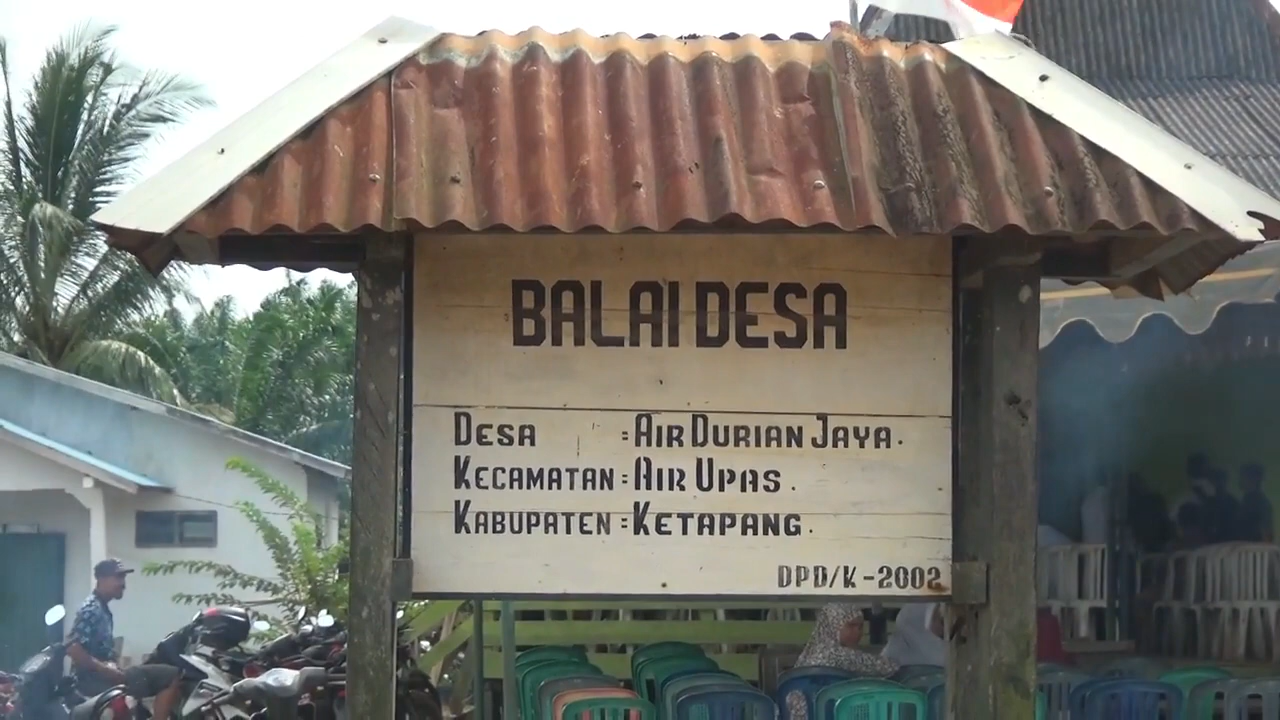 BALAI DESA
DESA : AIR DURIAN JAYA.
KECAMATAN : AIR UPAS .
KABUPATEN : KETAPANG .
DPD/K-2002